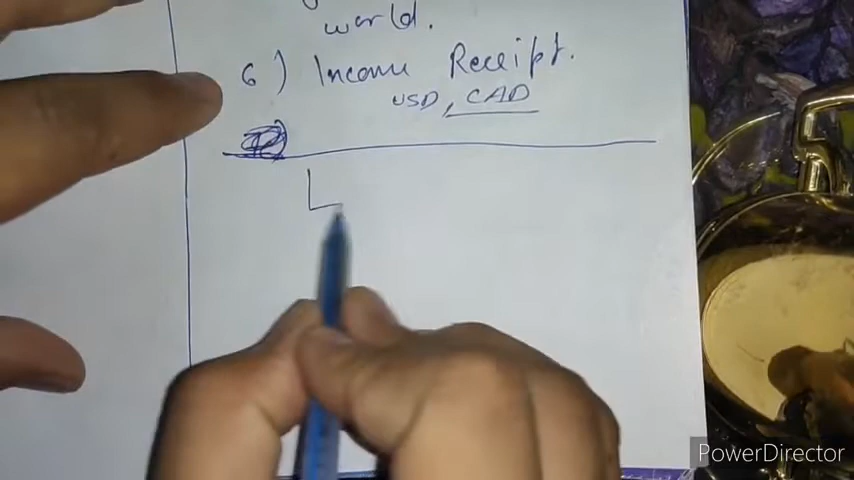 world.
6) Income Receipt.
USD, CAD
L
PowerDirector